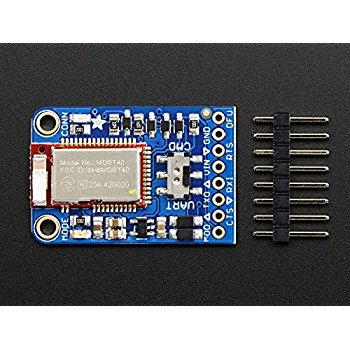 CONN
Model No.: MDBT40
FCC ID: SH6MDBT40
R 204-420020
CMD
UART
MODE
DFU
GND
RTS
VIN
RXI
TXO
CTS
MOD